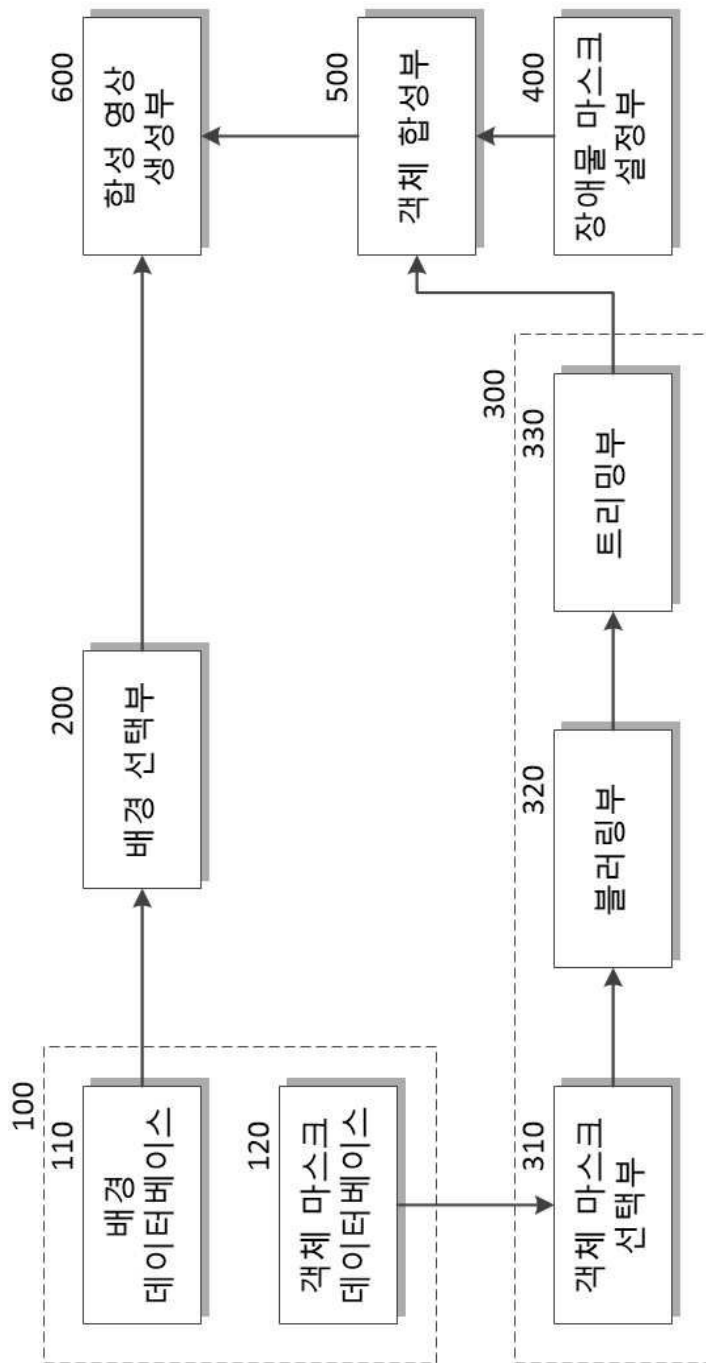 100
110
배경
데이터베이스
120
객체 마스크
데이터베이스
200
배경 선택부
300
310
객체 마스크
선택부
320
블러링부
330
트리밍부
400
장애물 마스크
설정부
500
객체 합성부
600
합성 영상
생성부